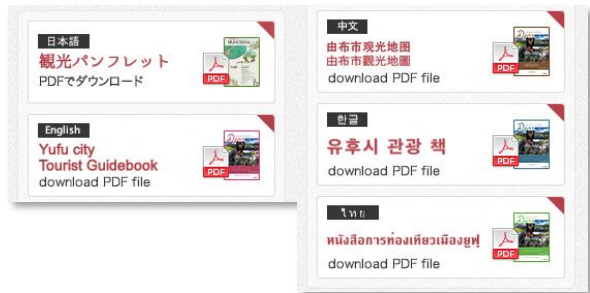 日本語
観光パンフレット
PDFでダウンロード
PDF
English
Yufu city
Tourist Guidebook
download PDF file
PDF
中文
由布市观光地图
由布市觀光地圖
download PDF file
PDF
한글
유후시 관광 책
download PDF file
PDF
ไทย
หนังสือการท่องเที่ยวเมืองยูฟุ
download PDF file
PDF